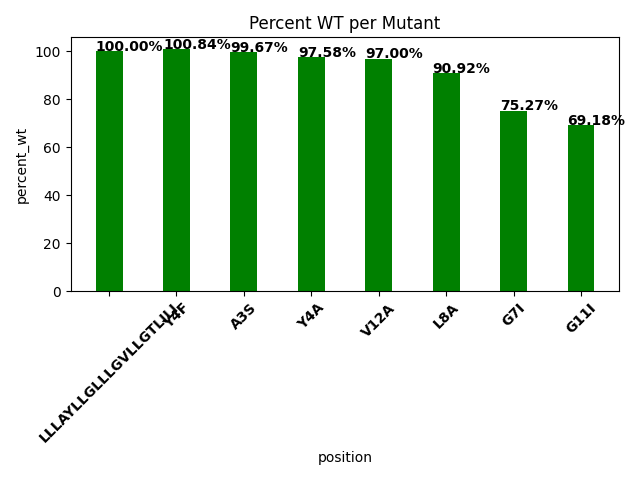 Percent WT per Mutant
percent_wt
100
80
60
40
20
0
100.00%
100.84%
99.67%
97.58%
97.00%
90.92%
75.27%
69.18%
Y4F
A3S
Y4A
V12A
L8A
G7I
G11I
position